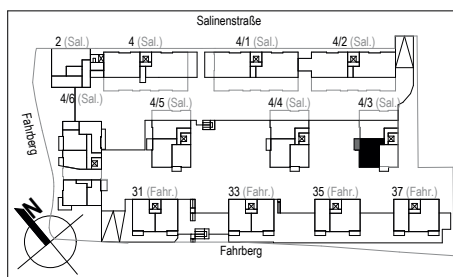 Salinenstraße
2 (Sal.) 4 (Sal.) 4/1 (Sal.) 4/2 (Sal.)
4/6 (Sal.) 4/5 (Sal.) 4/4 (Sal.) 4/3 (Sal.)
Fahrberg
31 (Fahr.) 33 (Fahr.) 35 (Fahr.) 37 (Fahr.)
N
Fahrberg